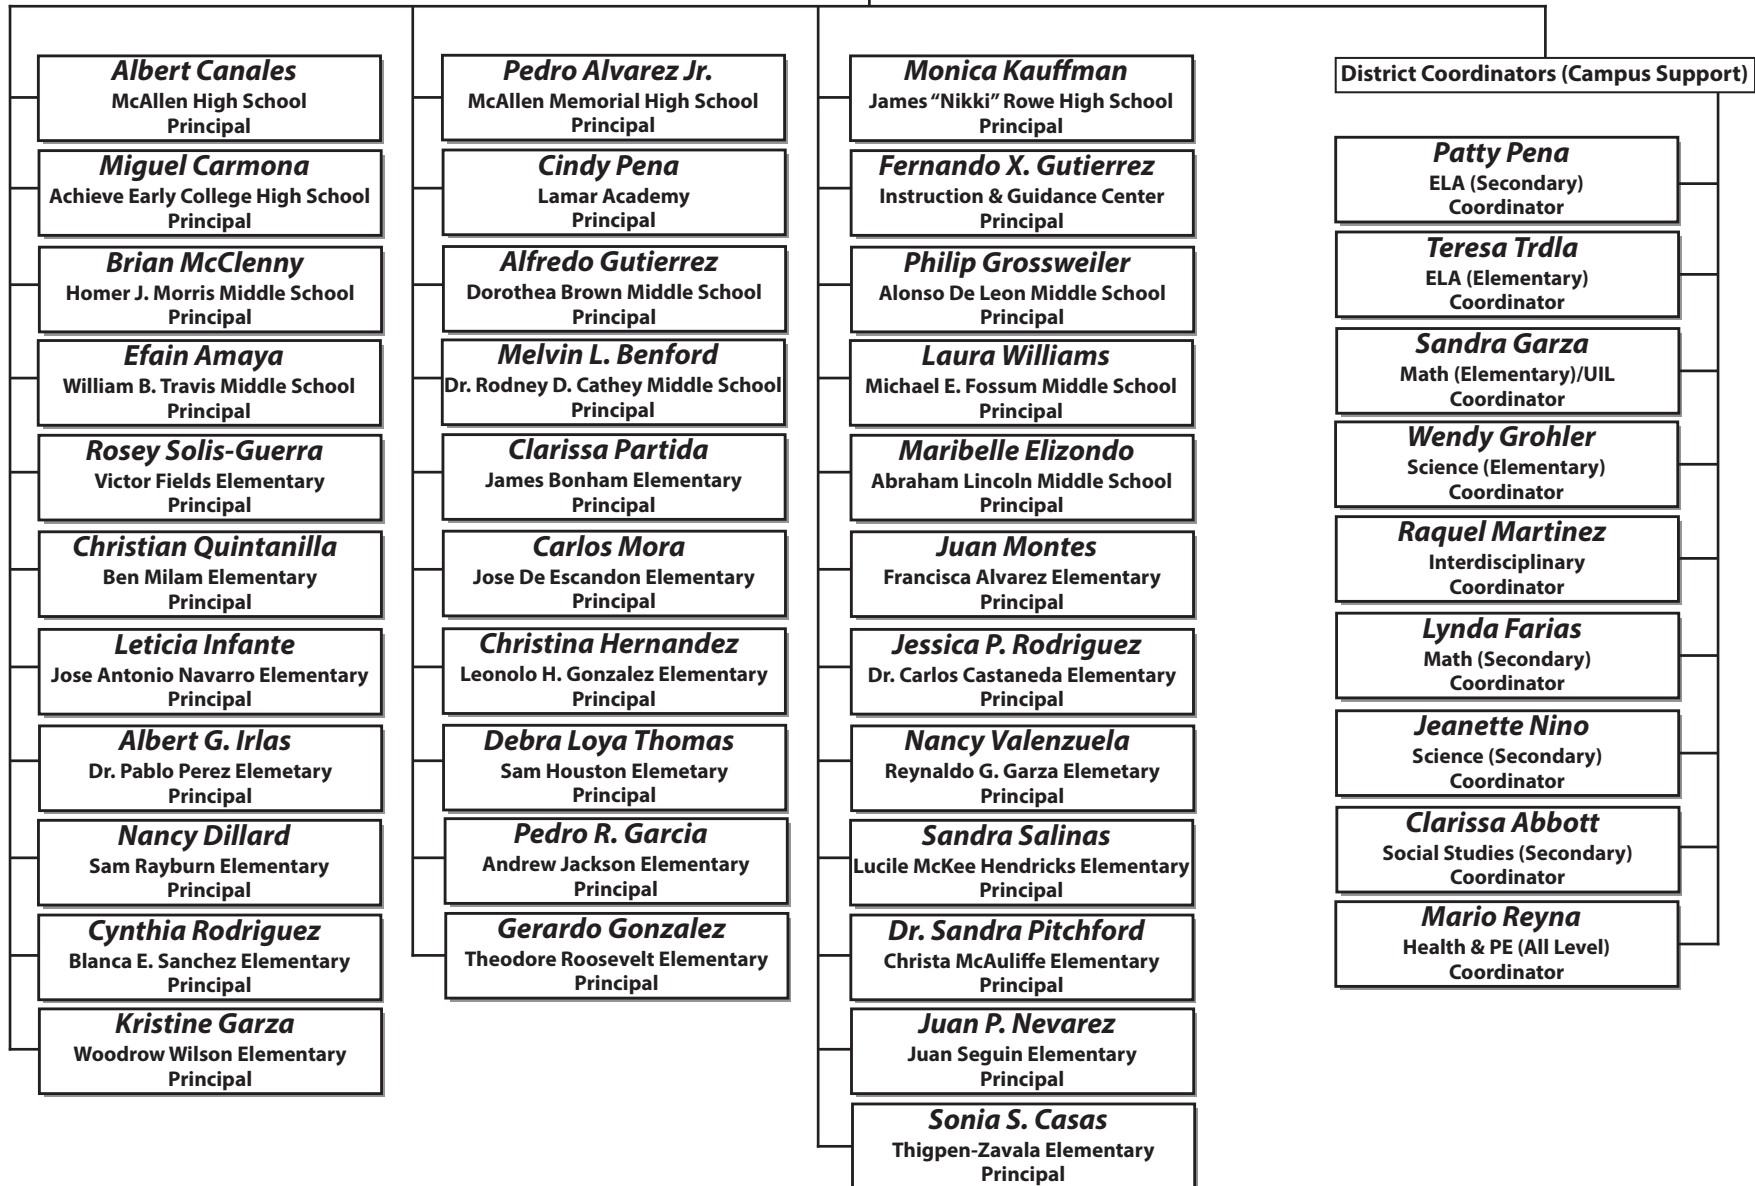 Albert Canales
McAllen High School
Principal
Miguel Carmona
Achieve Early College High School
Principal
Brian McClenny
Homer J. Morris Middle School
Principal
Efain Amaya
William B. Travis Middle School
Principal
Rosey Solis-Guerra
Victor Fields Elementary
Principal
Christian Quintanilla
Ben Milam Elementary
Principal
Leticia Infante
Jose Antonio Navarro Elementary
Principal
Albert G. Irlas
Dr. Pablo Perez Elemetary
Principal
Nancy Dillard
Sam Rayburn Elementary
Principal
Cynthia Rodriguez
Blanca E. Sanchez Elementary
Principal
Kristine Garza
Woodrow Wilson Elementary
Principal
Pedro Alvarez Jr.
McAllen Memorial High School
Principal
Cindy Pena
Lamar Academy
Principal
Alfredo Gutierrez
Dorothea Brown Middle School
Principal
Melvin L. Benford
Dr. Rodney D. Cathey Middle School
Principal
Clarissa Partida
James Bonham Elementary
Principal
Carlos Mora
Jose De Escandon Elementary
Principal
Christina Hernandez
Leonolo H. Gonzalez Elementary
Principal
Debra Loya Thomas
Sam Houston Elemetary
Principal
Pedro R. Garcia
Andrew Jackson Elementary
Principal
Gerardo Gonzalez
Theodore Roosevelt Elementary
Principal
Monica Kauffman
James “Nikki” Rowe High School
Principal
Fernando X. Gutierrez
Instruction & Guidance Center
Principal
Philip Grossweiler
Alonso De Leon Middle School
Principal
Laura Williams
Michael E. Fossum Middle School
Principal
Maribelle Elizondo
Abraham Lincoln Middle School
Principal
Juan Montes
Francisca Alvarez Elementary
Principal
Jessica P. Rodriguez
Dr. Carlos Castaneda Elementary
Principal
Nancy Valenzuela
Reynaldo G. Garza Elemetary
Principal
Sandra Salinas
Lucile McKee Hendricks Elementary
Principal
Dr. Sandra Pitchford
Christa McAuliffe Elementary
Principal
Juan P. Nevarez
Juan Seguin Elementary
Principal
Sonia S. Casas
Thigpen-Zavala Elementary
Principal
District Coordinators (Campus Support)
Patty Pena
ELA (Secondary)
Coordinator
Teresa Trdla
ELA (Elementary)
Coordinator
Sandra Garza
Math (Elementary)/UIL
Coordinator
Wendy Grohler
Science (Elementary)
Coordinator
Raquel Martinez
Interdisciplinary
Coordinator
Lynda Farias
Math (Secondary)
Coordinator
Jeanette Nino
Science (Secondary)
Coordinator
Clarissa Abbott
Social Studies (Secondary)
Coordinator
Mario Reyna
Health & PE (All Level)
Coordinator